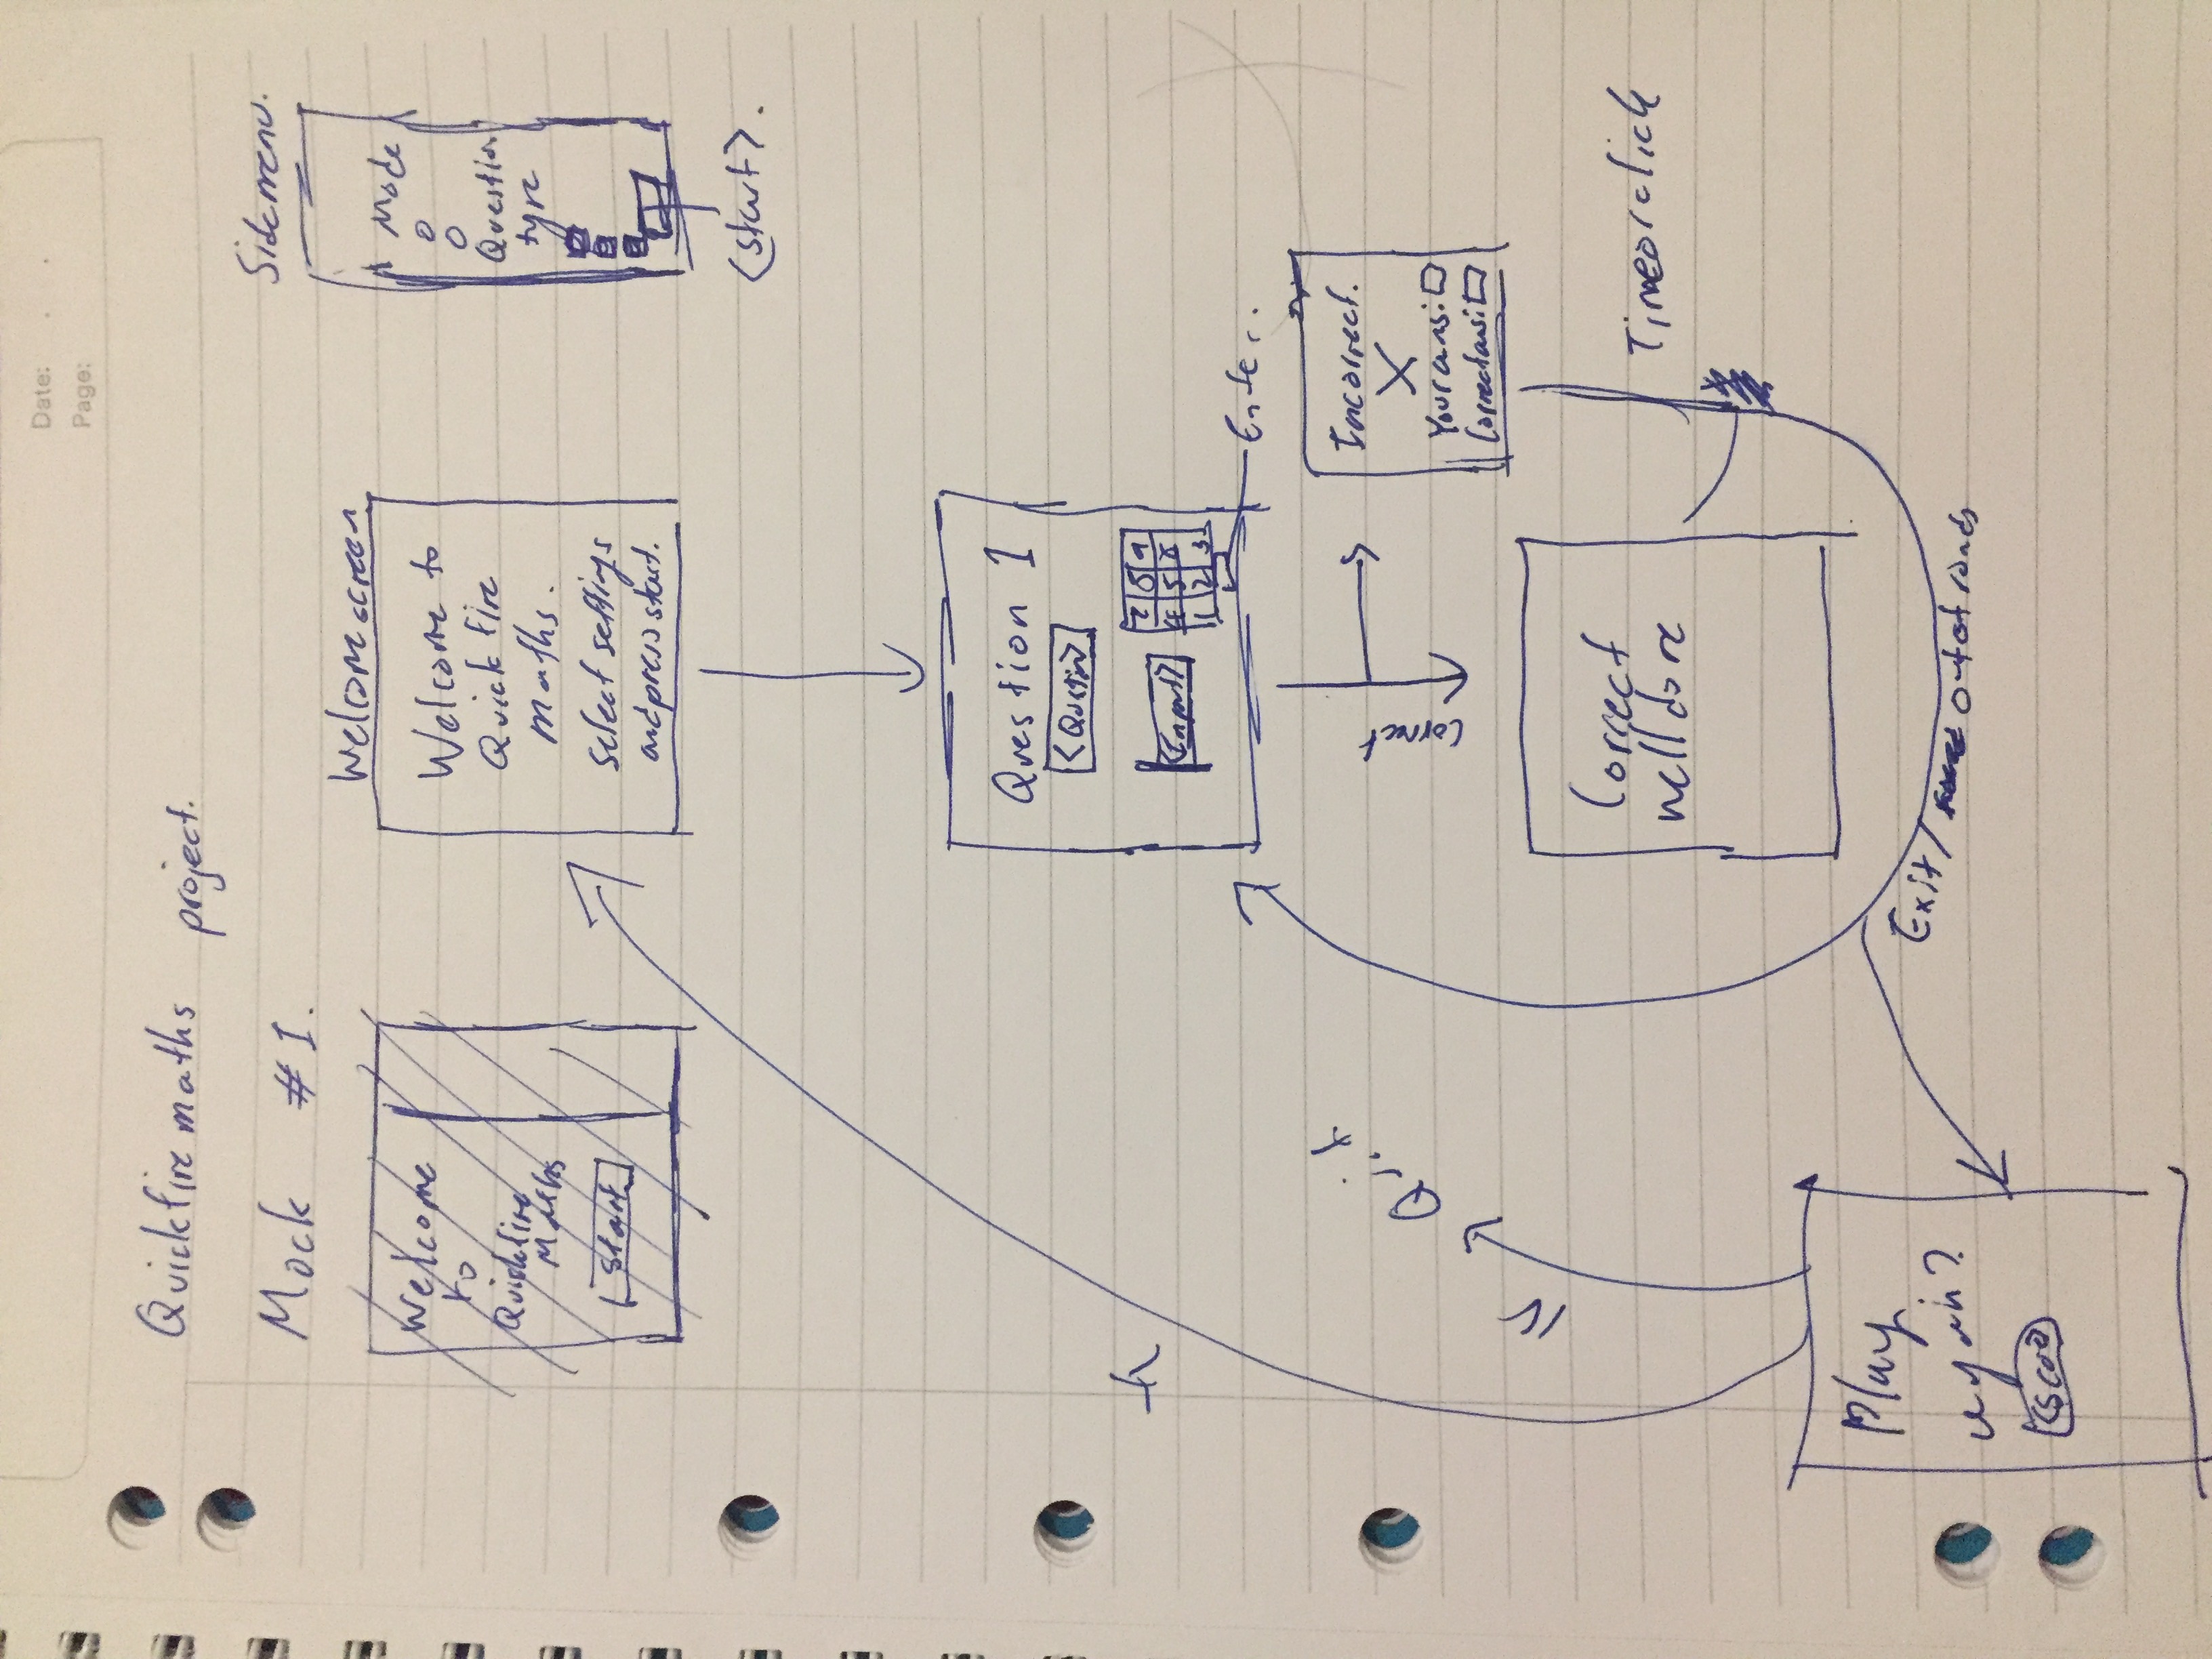 Date: . .
Page:
Quickfire maths project.
Mock #1.
Sidemenu.
Welcome
to
Quickfire
Maths
Start
Welcome screen
Welcome to
Quickfire
maths.
select settings
and press start.
Mode
Question
type
<start>.
Question 1
<Question>
<Input>
7 8 9
4 5 6
1 2 3
Enter.
Correct
Incorrect.
X
Your ans:
Correct ans:
Correct
well done
Time or click
Exit / out of rounds
Play
again?
<Score>
Y
N
Quit